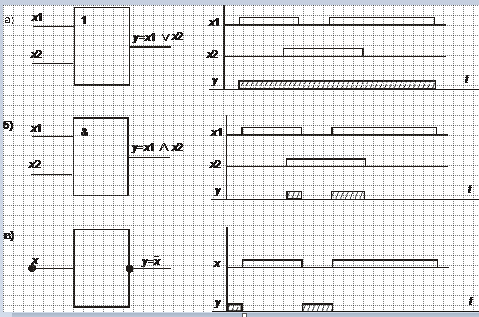 а)
x1
1
x2
y=x1 ∨ x2
x1
x2
y
t
б)
x1
&
x2
y=x1 ∧ x2
x1
x2
y
t
в)
x
y=x̅
x
y
t